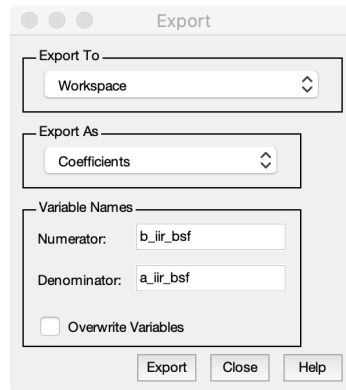 Export
Export To
Workspace
Export As
Coefficients
Variable Names
Numerator: b_iir_bsf
Denominator: a_iir_bsf
Overwrite Variables
Export Close Help